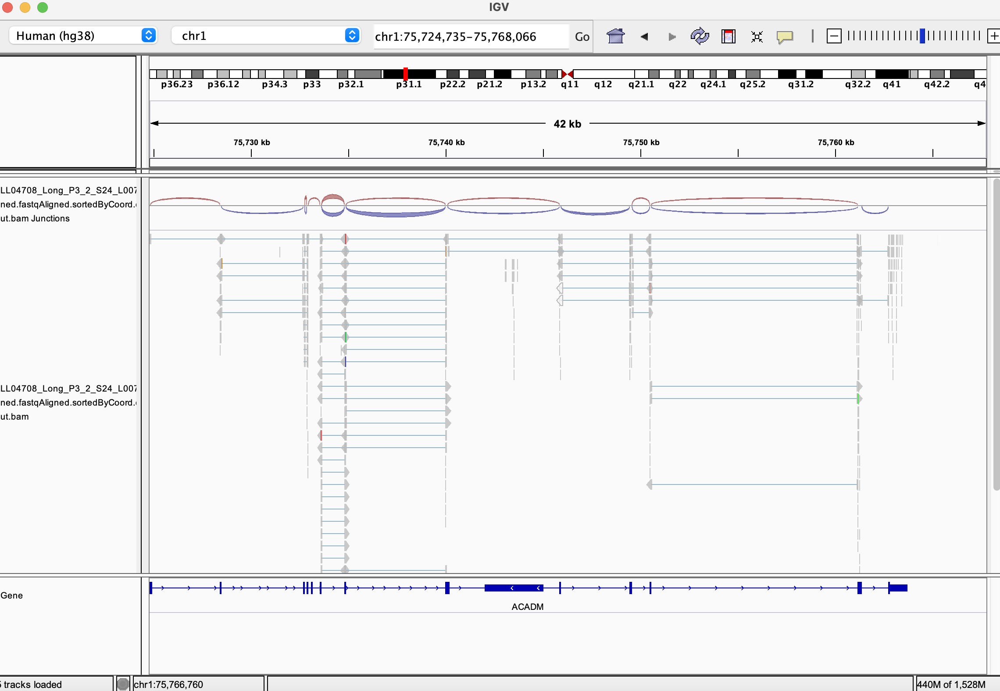 IGV
Human (hg38) chr1 chr1:75,724,735-75,768,066 Go
p36.23 p36.12 p34.3 p33 p32.1 p31.1 p22.2 p21.2 p13.2 q11 q12 q21.1 q22 q24.1 q25.2 q31.2 q32.2 q41 q42.2 q4
42 kb
75,730 kb 75,740 kb 75,750 kb 75,760 kb
LL04708_Long_P3_2_S24_L007
ned.fastqAligned.sortedByCoord.
ut.bam Junctions
LL04708_Long_P3_2_S24_L007
ned.fastqAligned.sortedByCoord.
ut.bam
Gene
ACADM
tracks loaded chr1:75,766,760 440M of 1,528M